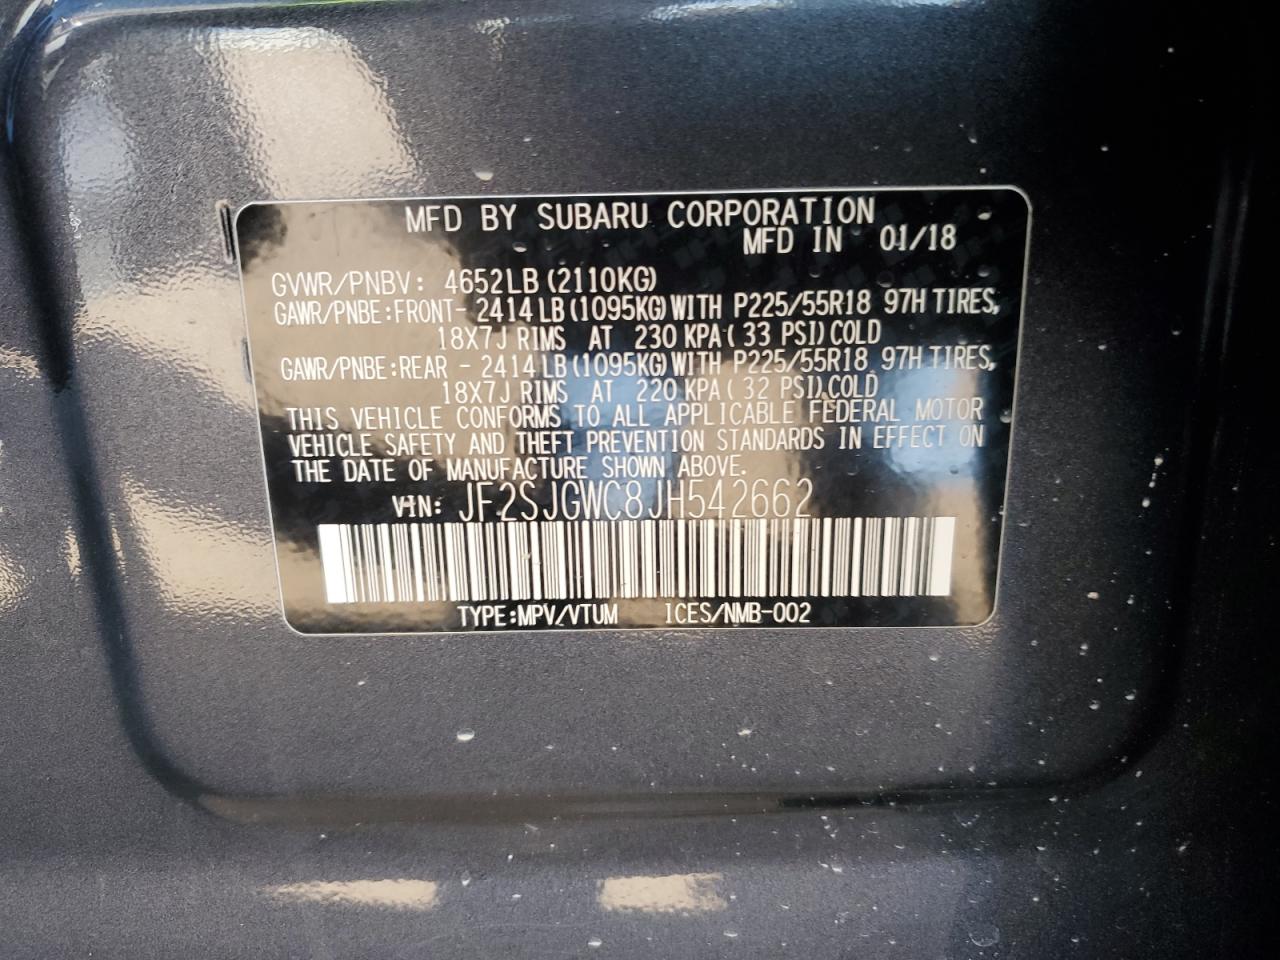 MFD BY SUBARU CORPORATION
MFD IN 01/18
GVWR/PNBV: 4652LB (2110KG)
GAWR/PNBE:FRONT- 2414 LB (1095KG) WITH P225/55R18 97H TIRES,
18X7J RIMS AT 230 KPA ( 33 PSI) COLD
GAWR/PNBE:REAR - 2414 LB (1095KG) WITH P225/55R18 97H TIRES,
18X7J RIMS AT 220 KPA ( 32 PSI) COLD
THIS VEHICLE CONFORMS TO ALL APPLICABLE FEDERAL MOTOR
VEHICLE SAFETY AND THEFT PREVENTION STANDARDS IN EFFECT ON
THE DATE OF MANUFACTURE SHOWN ABOVE.
VIN: JF2SJGWC8JH542662
TYPE:MPV/VTUM ICES/NMB-002